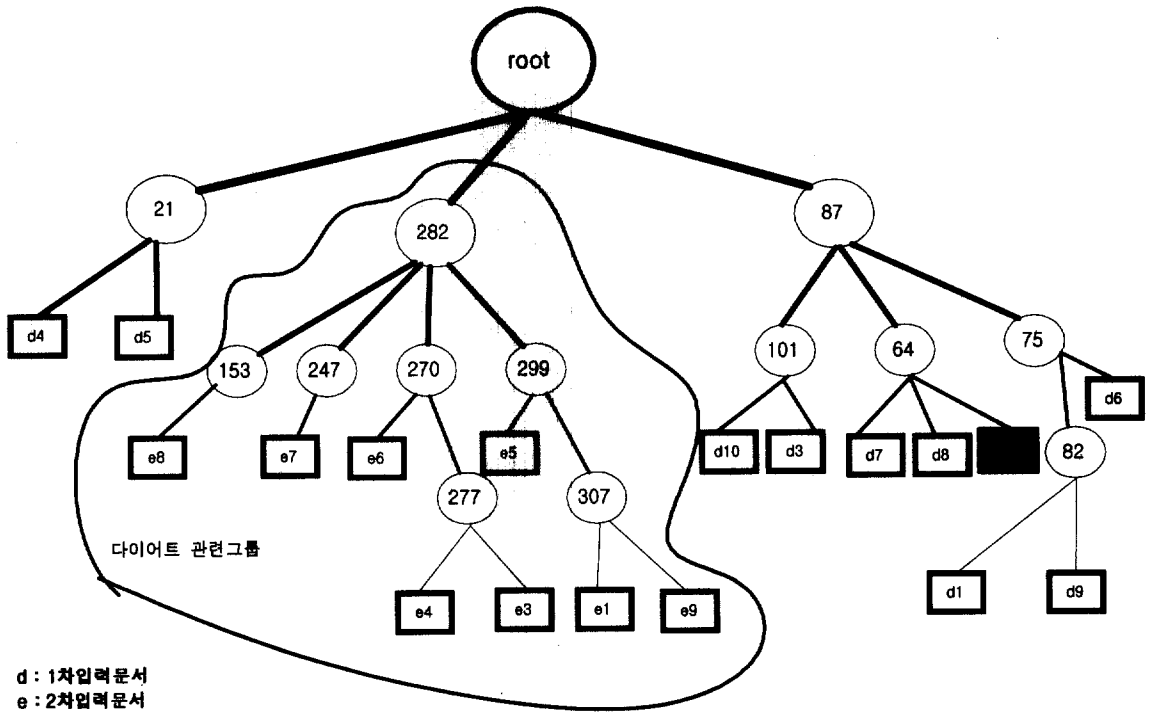 root
21
282
87
d4
d5
153
247
270
299
101
64
75
d6
e8
e7
e6
e5
d10
d3
d7
d8
82
277
307
다이어트 관련그룹
e4
e3
e1
e9
d1
d9
d : 1차입력문서
e : 2차입력문서